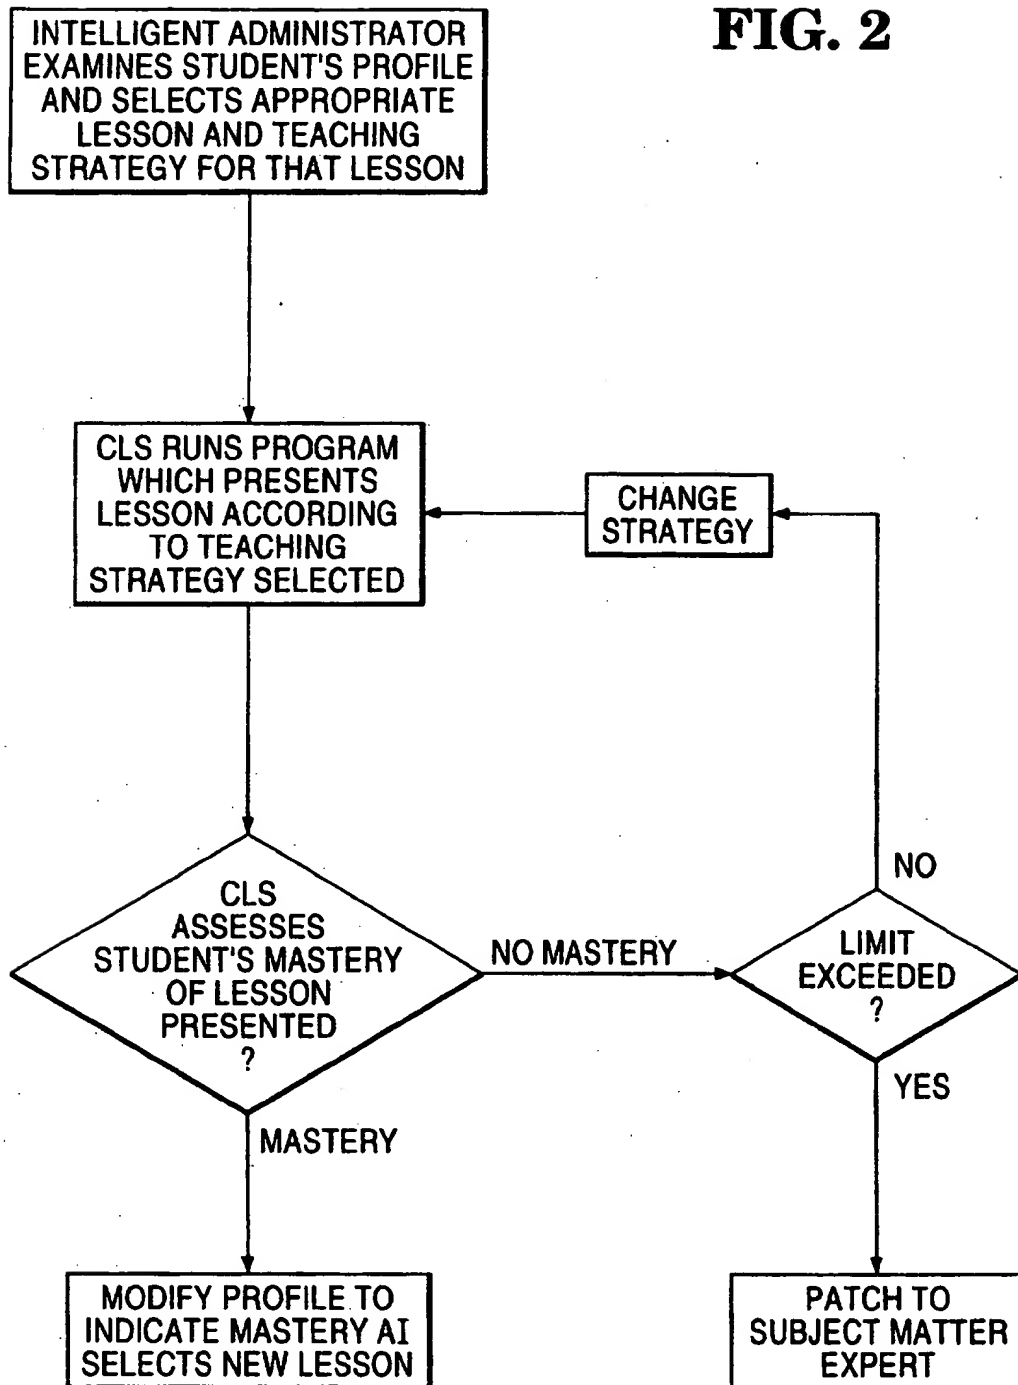 FIG. 2
INTELLIGENT ADMINISTRATOR
EXAMINES STUDENT'S PROFILE
AND SELECTS APPROPRIATE
LESSON AND TEACHING
STRATEGY FOR THAT LESSON
CLS RUNS PROGRAM
WHICH PRESENTS
LESSON ACCORDING
TO TEACHING
STRATEGY SELECTED
CHANGE
STRATEGY
CLS
ASSESSES
STUDENT'S MASTERY
OF LESSON
PRESENTED
?
NO MASTERY
LIMIT
EXCEEDED
?
NO
YES
MASTERY
MODIFY PROFILE TO
INDICATE MASTERY AI
SELECTS NEW LESSON
PATCH TO
SUBJECT MATTER
EXPERT